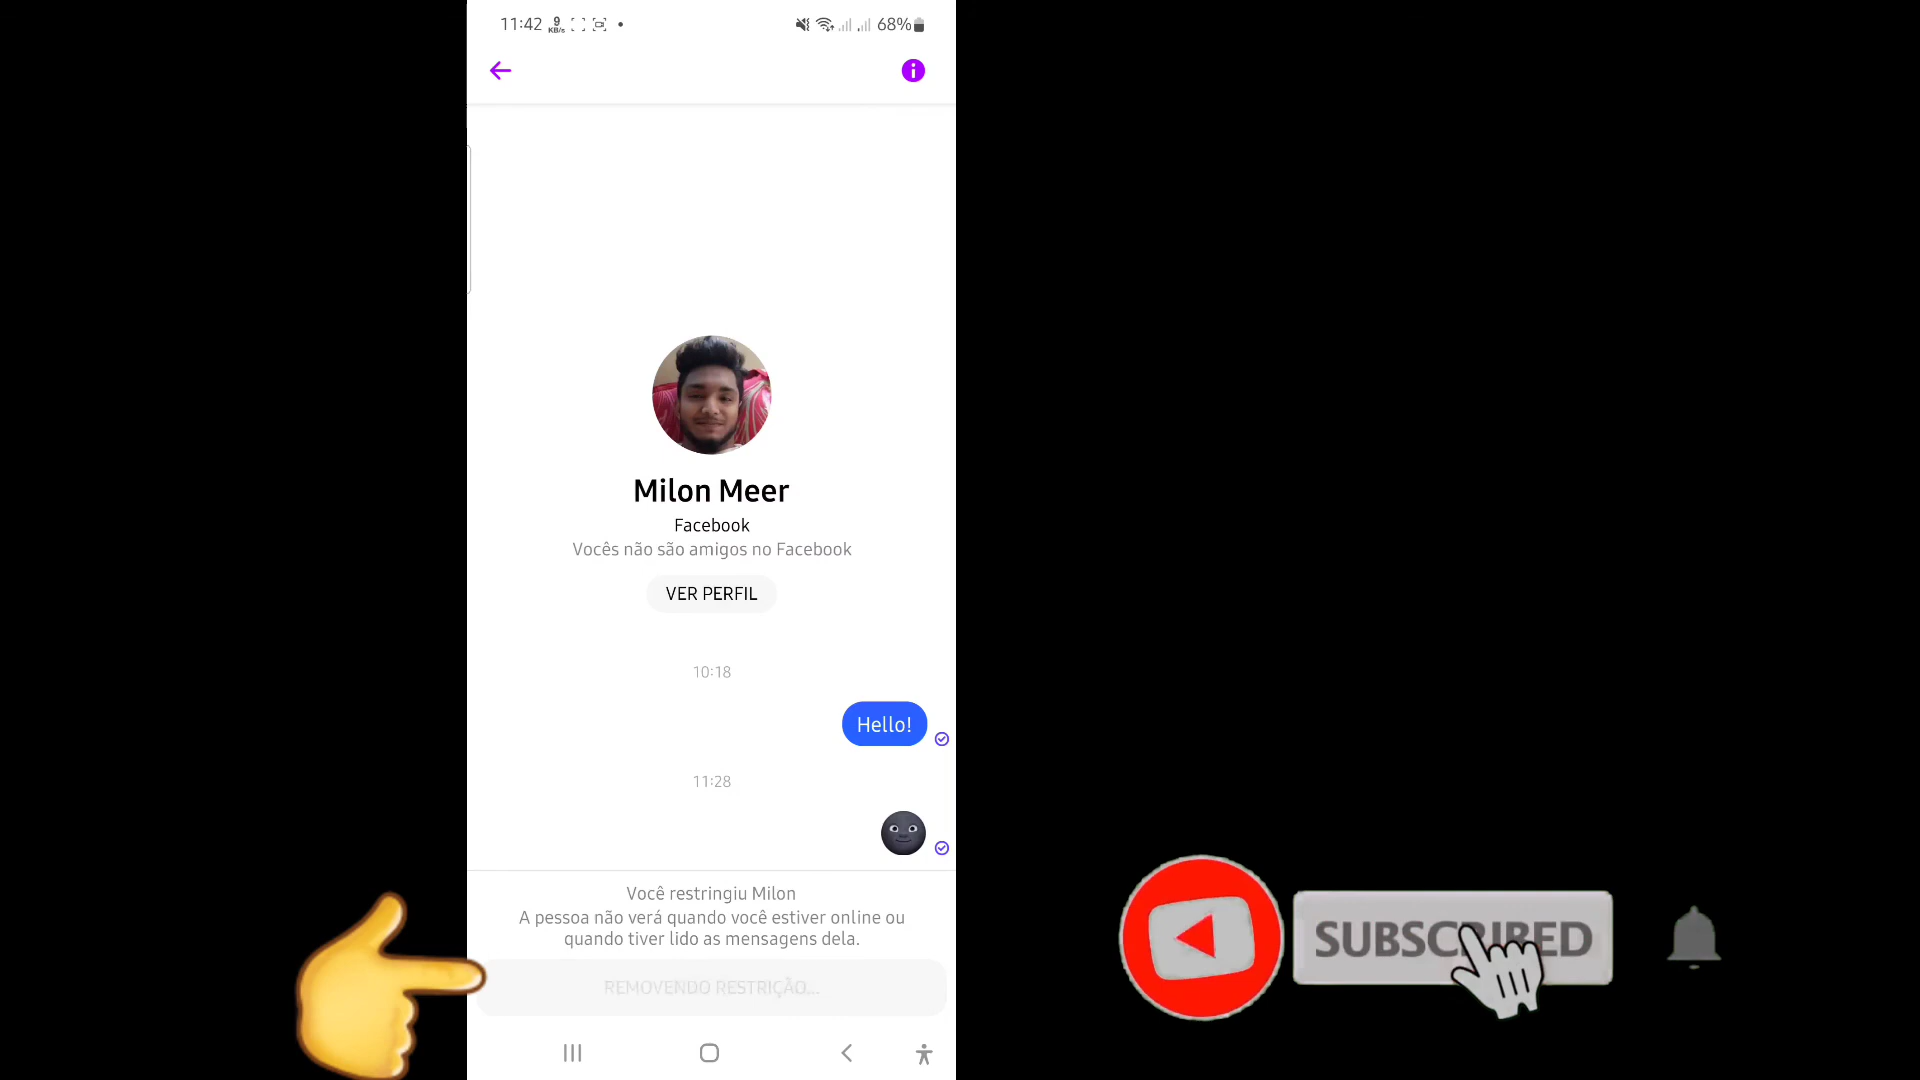 11:42 9 KB/s 68%
Milon Meer
Facebook
Vocês não são amigos no Facebook
VER PERFIL
10:18
Hello!
11:28
Você restringiu Milon
A pessoa não verá quando você estiver online ou
quando tiver lido as mensagens dela.
REMOVENDO RESTRIÇÃO...
SUBSCRIBED